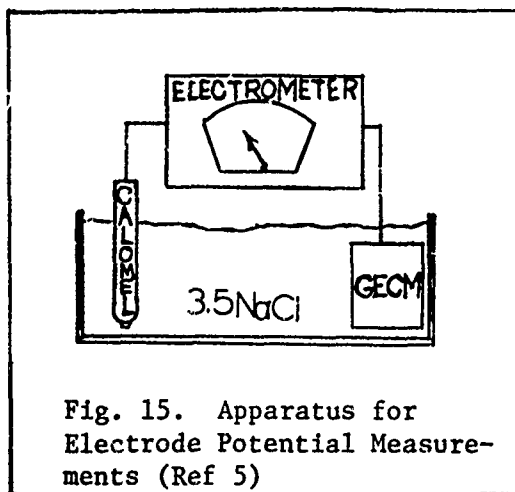 ELECTROMETER
CALOMEL
3.5NaCl
GECM
Fig. 15. Apparatus for
Electrode Potential Measure-
ments (Ref 5)